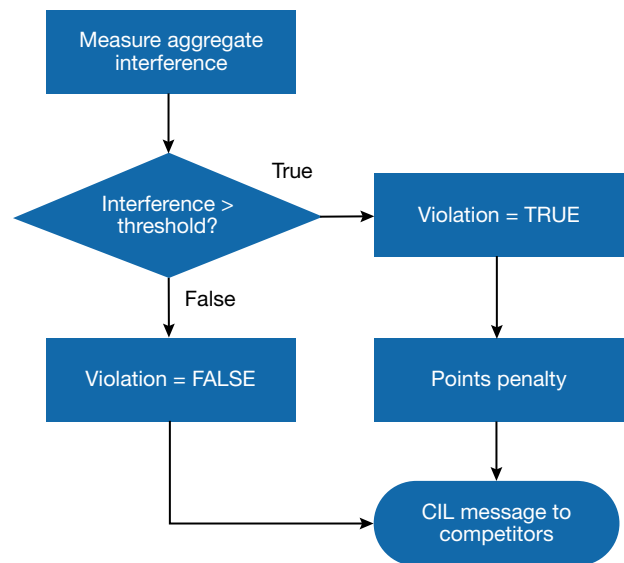 Measure aggregate
interference
True
Interference >
threshold?
Violation = TRUE
False
Violation = FALSE
Points penalty
CIL message to
competitors